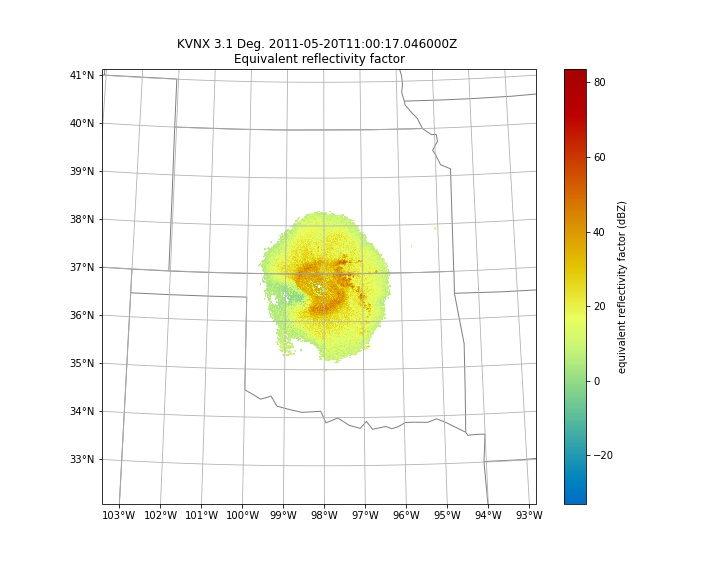 KVNX 3.1 Deg. 2011-05-20T11:00:17.046000Z
Equivalent reflectivity factor
41°N
40°N
39°N
38°N
37°N
36°N
35°N
34°N
33°N
103°W 102°W 101°W 100°W 99°W 98°W 97°W 96°W 95°W 94°W 93°W
80
60
40
20
0
−20
equivalent reflectivity factor (dBZ)